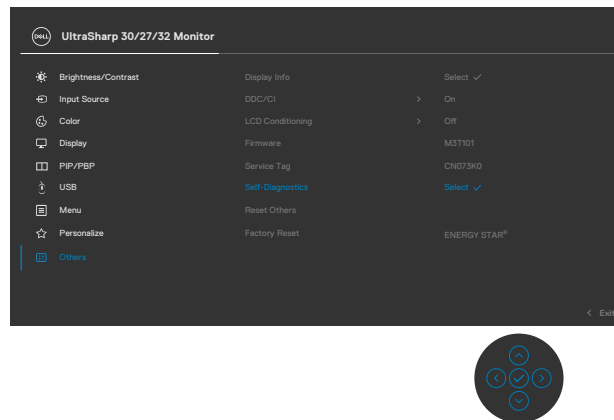 DELL UltraSharp 30/27/32 Monitor
Brightness/Contrast Display Info Select ✓
Input Source DDC/CI > On
Color LCD Conditioning > Off
Display Firmware M3T101
PIP/PBP Service Tag CN073K0
USB Self-Diagnostics Select ✓
Menu Reset Others
Personalize Factory Reset ENERGY STAR®
Others
< Exit